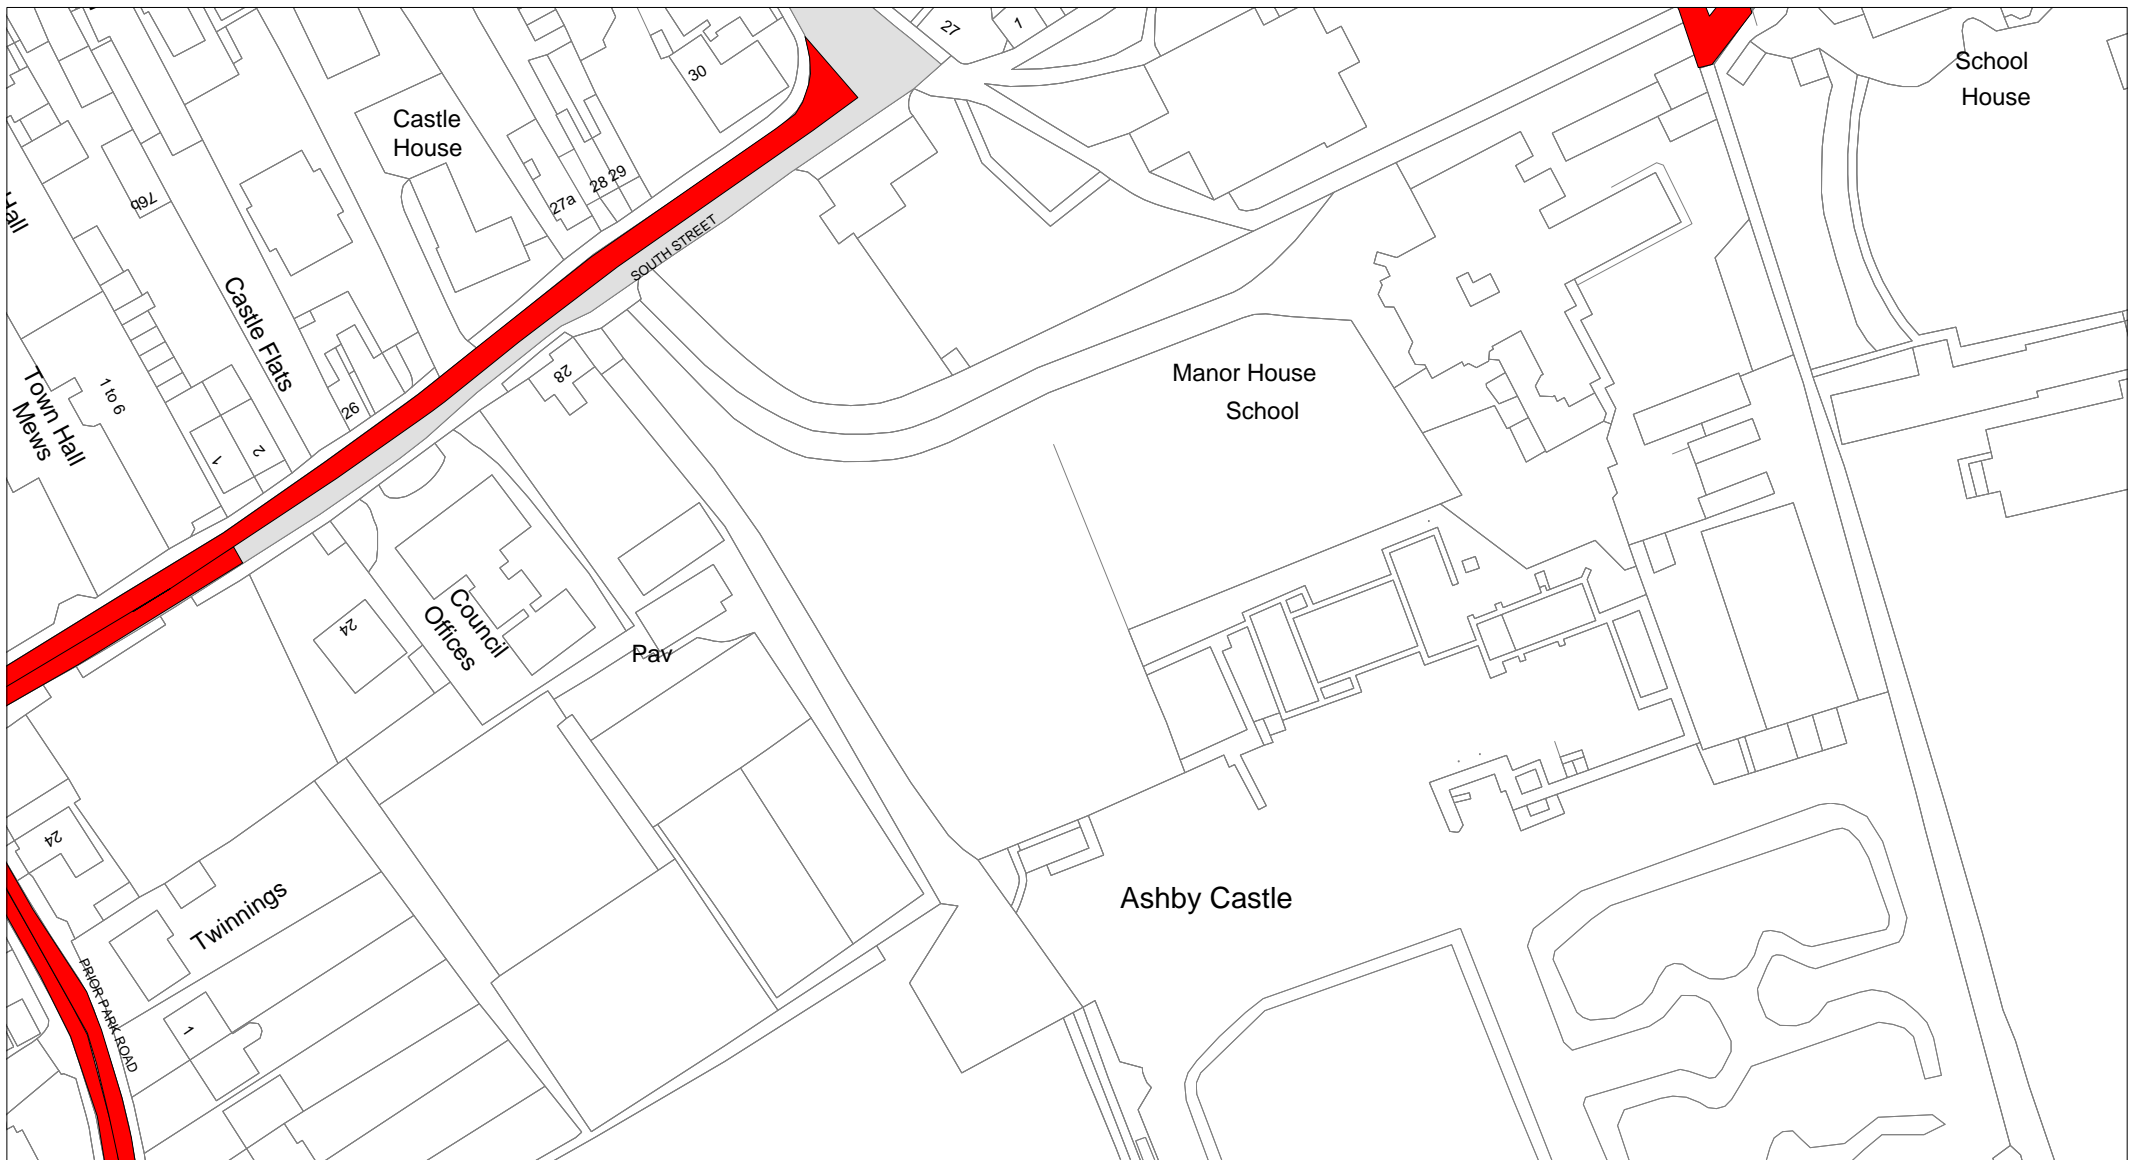 27
1
School
House
30
Castle
House
76b
28 29
27a
Hall
SOUTH STREET
Castle Flats
Manor House
School
28
Town Hall
Mews
1 to 6
26
1
2
Council
Offices
24
Pav
24
Twinnings
Ashby Castle
PRIOR PARK ROAD
1